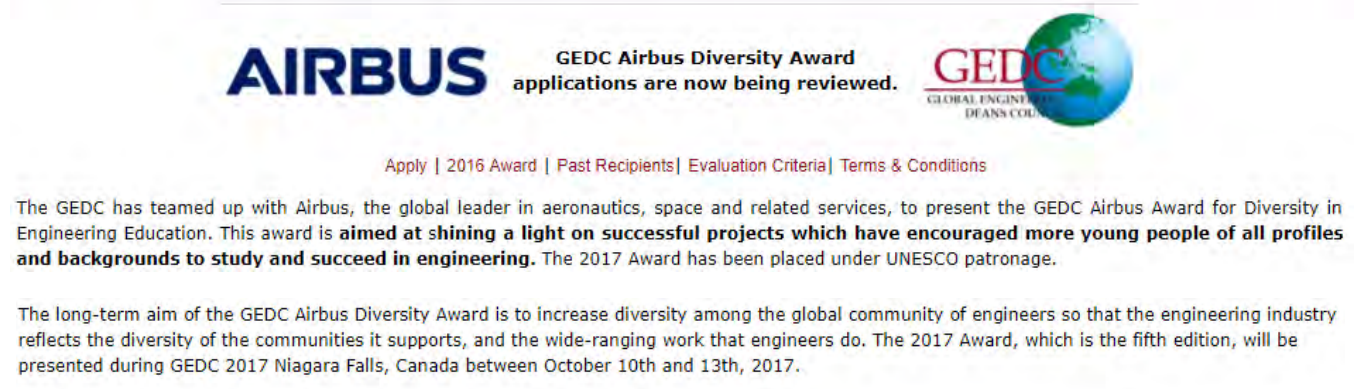 AIRBUS
GEDC Airbus Diversity Award
applications are now being reviewed.
GEDC
GLOBAL
DEANS
Apply | 2016 Award | Past Recipients| Evaluation Criteria| Terms & Conditions
The GEDC has teamed up with Airbus, the global leader in aeronautics, space and related services, to present the GEDC Airbus Award for Diversity in
Engineering Education. This award is aimed at shining a light on successful projects which have encouraged more young people of all profiles
and backgrounds to study and succeed in engineering. The 2017 Award has been placed under UNESCO patronage.
The long-term aim of the GEDC Airbus Diversity Award is to increase diversity among the global community of engineers so that the engineering industry
reflects the diversity of the communities it supports, and the wide-ranging work that engineers do. The 2017 Award, which is the fifth edition, will be
presented during GEDC 2017 Niagara Falls, Canada between October 10th and 13th, 2017.